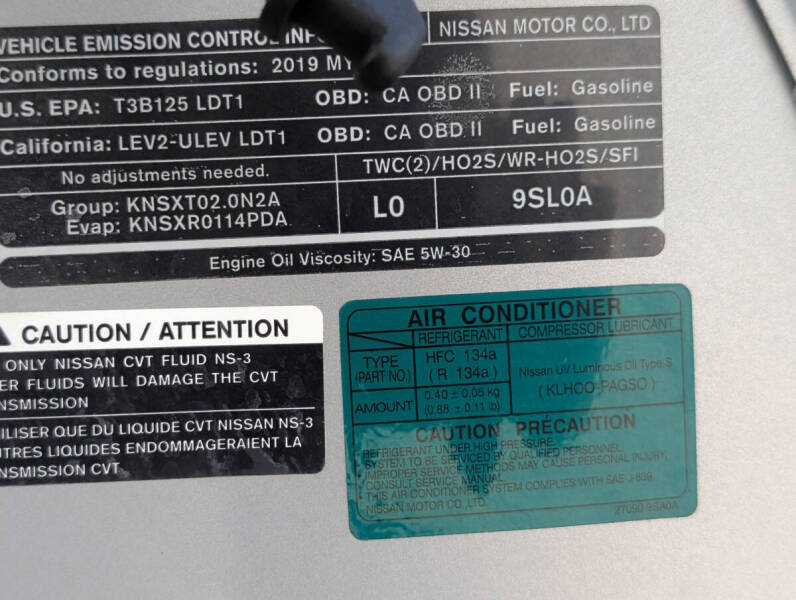 VEHICLE EMISSION CONTROL
NISSAN MOTOR CO., LTD
Conforms to regulations: 2019 MY
U.S. EPA: T3B125 LDT1 OBD: CA OBD II Fuel: Gasoline
California: LEV2-ULEV LDT1 OBD: CA OBD II Fuel: Gasoline
No adjustments needed.
TWC(2)/HO2S/WR-HO2S/SFI
Group: KNSXT02.0N2A
Evap: KNSXR0114PDA
L0
9SL0A
Engine Oil Viscosity: SAE 5W-30
CAUTION / ATTENTION
ONLY NISSAN CVT FLUID NS-3
ER FLUIDS WILL DAMAGE THE CVT
NSMISSION
ILISER QUE DU LIQUIDE CVT NISSAN NS-3
AUTRES LIQUIDES ENDOMMAGERAIENT LA
NSMISSION CVT
AIR CONDITIONER
REFRIGERANT COMPRESSOR LUBRICANT
TYPE
(PART NO.)
HFC 134a
(R 134a)
Nissan UV Luminous Oil Type S
(KLH00-PAGS0)
AMOUNT
0.40 ± 0.05 kg
(0.88 ± 0.11 lb)
CAUTION PRÉCAUTION
REFRIGERANT UNDER HIGH PRESSURE.
SYSTEM TO BE SERVICED BY QUALIFIED PERSONNEL.
IMPROPER SERVICE METHODS MAY CAUSE PERSONAL INJURY.
CONSULT SERVICE MANUAL.
THIS AIR CONDITIONER SYSTEM COMPLIES WITH SAE J-639
NISSAN MOTOR CO., LTD.
27090 9SA0A